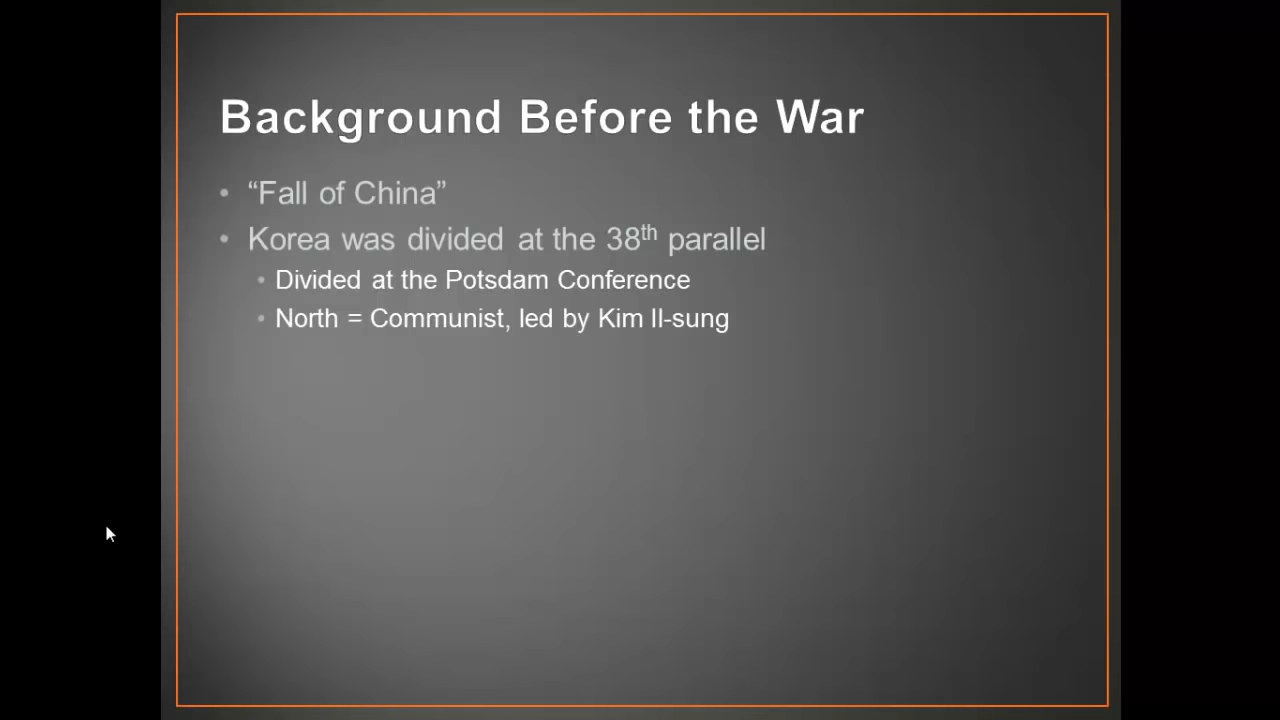 Background Before the War
• “Fall of China”
• Korea was divided at the 38th parallel
• Divided at the Potsdam Conference
• North = Communist, led by Kim Il-sung